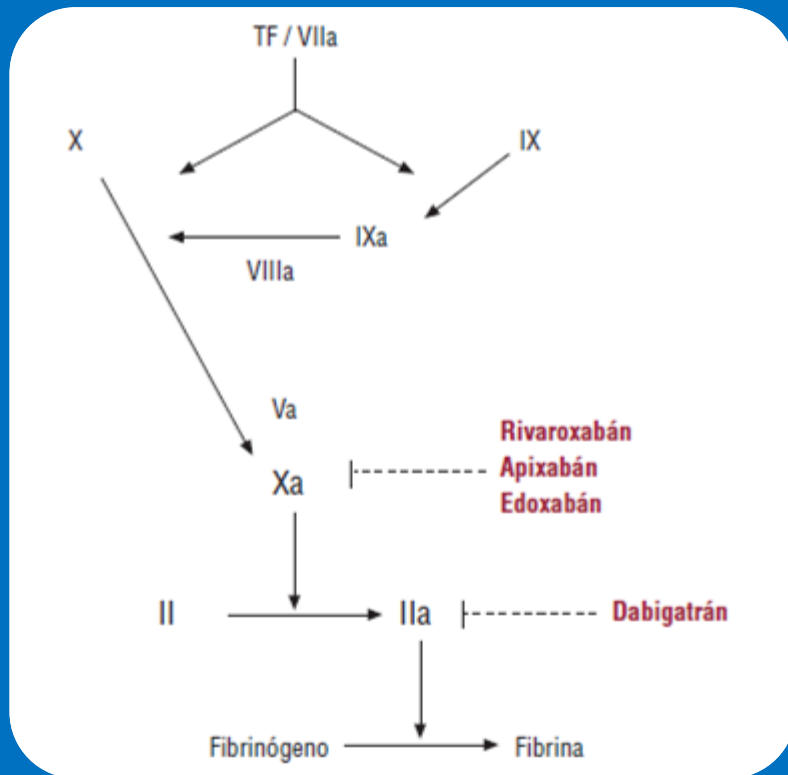 TF / VIIa
X
IX
IXa
VIIIa
Va
Rivaroxabán
Xa
Apixabán
Edoxabán
II
IIa
Dabigatrán
Fibrinógeno
Fibrina